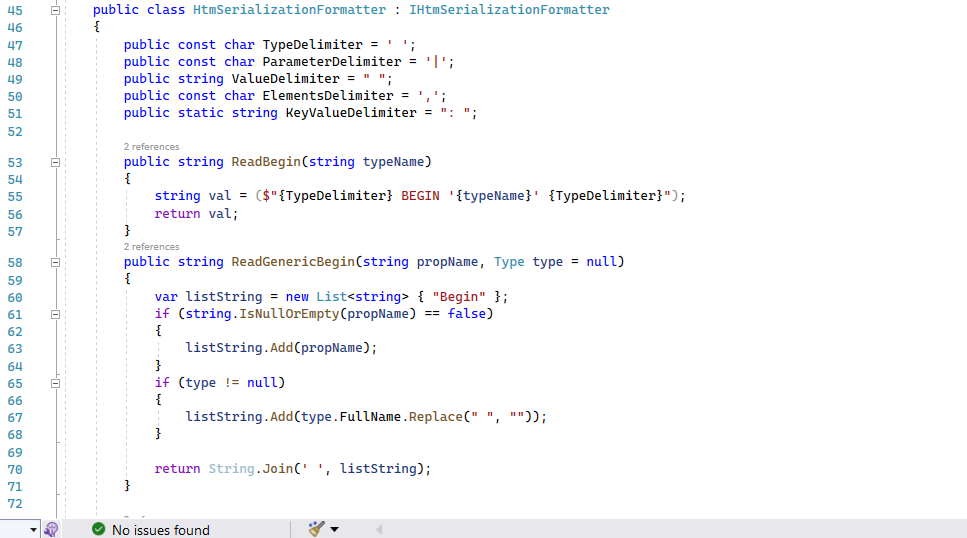 45 public class HtmSerializationFormatter : IHtmSerializationFormatter
46 {
47 public const char TypeDelimiter = ' ';
48 public const char ParameterDelimiter = '|';
49 public string ValueDelimiter = " ";
50 public const char ElementsDelimiter = ',';
51 public static string KeyValueDelimiter = ": ";
52
2 references
53 public string ReadBegin(string typeName)
54 {
55 string val = ($"{TypeDelimiter} BEGIN '{typeName}' {TypeDelimiter}");
56 return val;
57 }
2 references
58 public string ReadGenericBegin(string propName, Type type = null)
59 {
60 var listString = new List<string> { "Begin" };
61 if (string.IsNullOrEmpty(propName) == false)
62 {
63 listString.Add(propName);
64 }
65 if (type != null)
66 {
67 listString.Add(type.FullName.Replace(" ", ""));
68 }
69
70 return String.Join(' ', listString);
71 }
72
No issues found